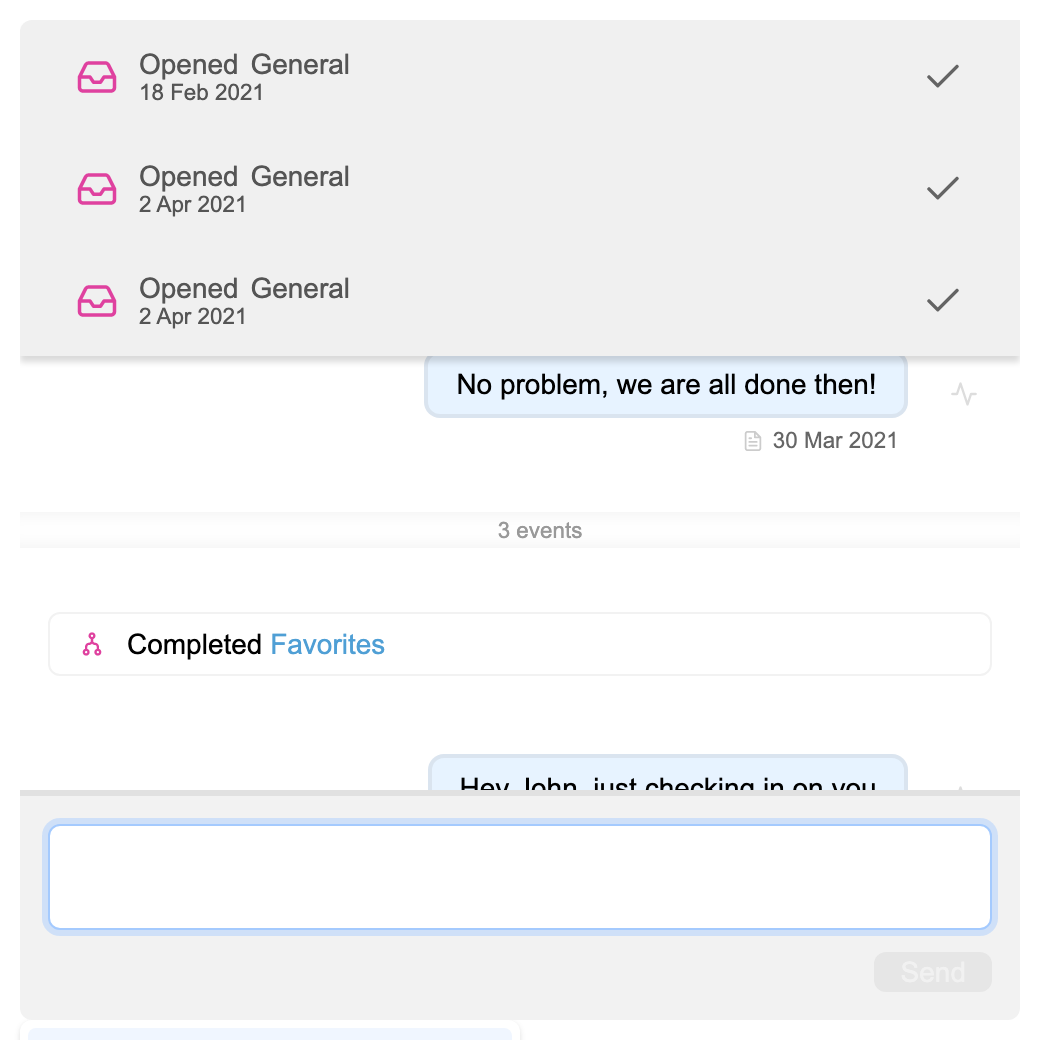 Opened General
18 Feb 2021
Opened General
2 Apr 2021
Opened General
2 Apr 2021
No problem, we are all done then!
30 Mar 2021
3 events
Completed Favorites
Hey John, just checking in on you
Send